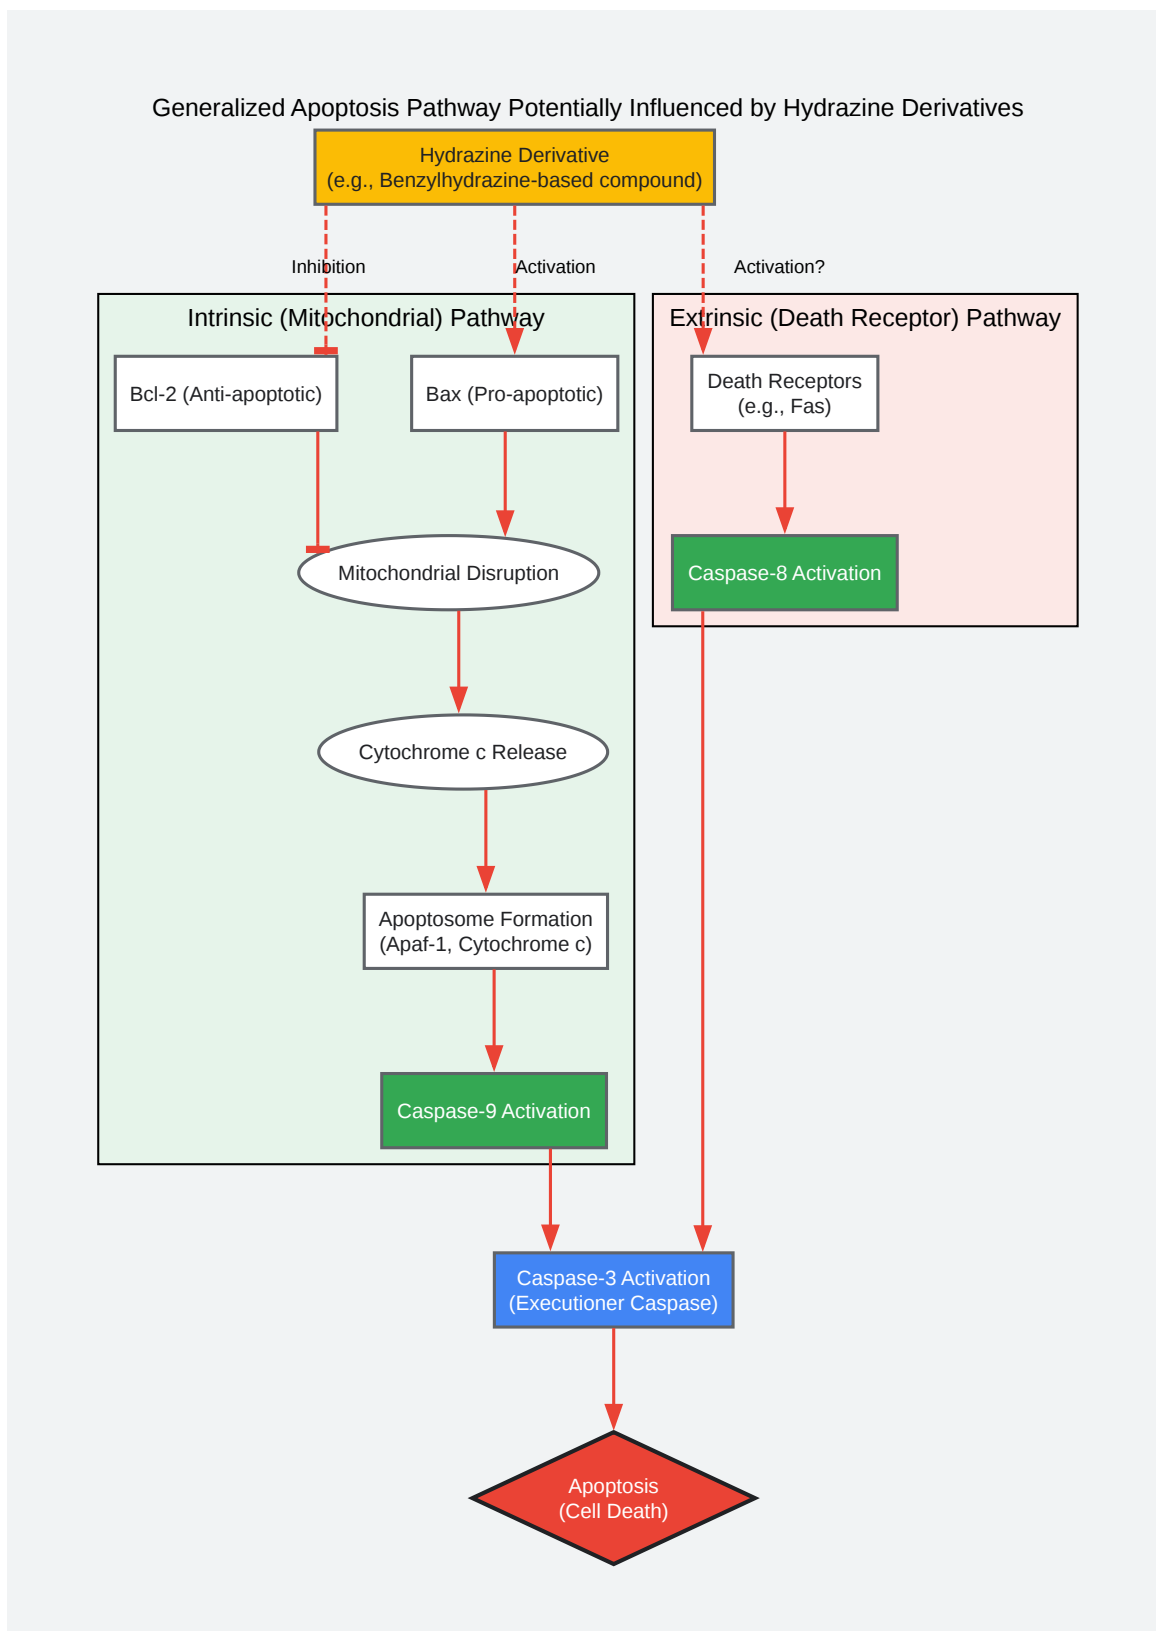 Generalized Apoptosis Pathway Potentially Influenced by Hydrazine Derivatives
Hydrazine Derivative
(e.g., Benzylhydrazine-based compound)
Inhibition
Activation
Activation?
Intrinsic (Mitochondrial) Pathway
Extrinsic (Death Receptor) Pathway
Bcl-2 (Anti-apoptotic)
Bax (Pro-apoptotic)
Death Receptors
(e.g., Fas)
Mitochondrial Disruption
Caspase-8 Activation
Cytochrome c Release
Apoptosome Formation
(Apaf-1, Cytochrome c)
Caspase-9 Activation
Caspase-3 Activation
(Executioner Caspase)
Apoptosis
(Cell Death)